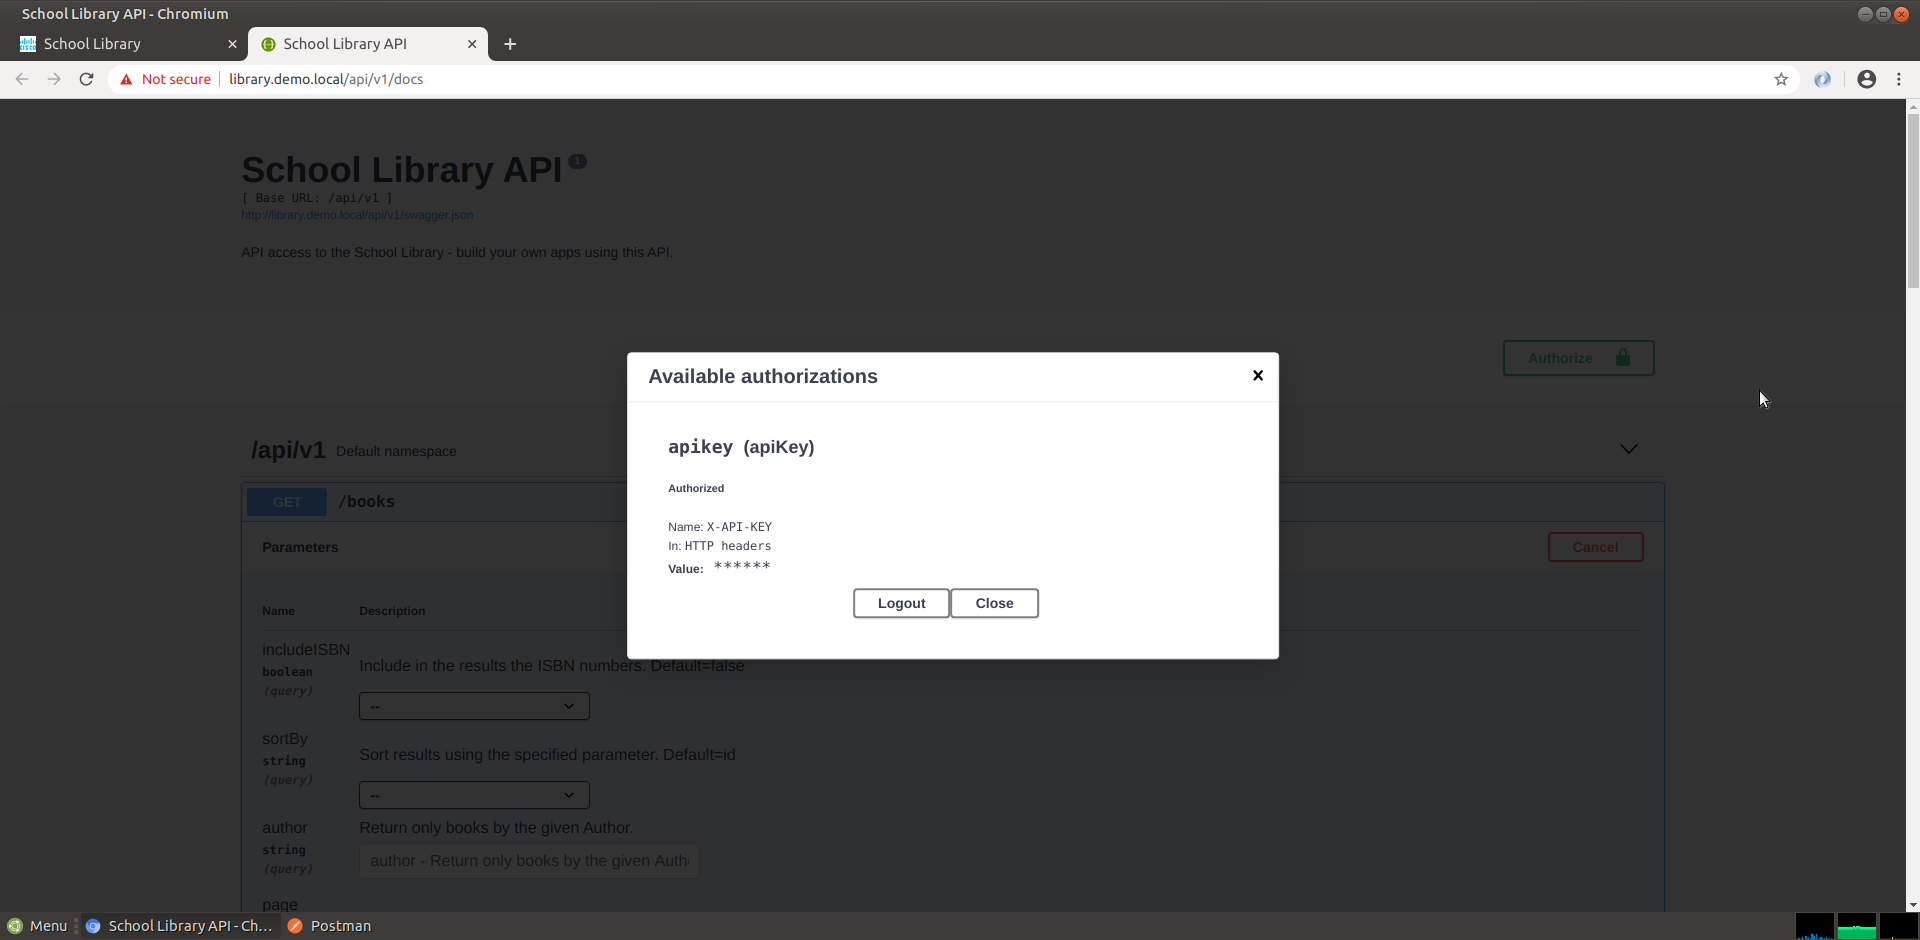 School Library API - Chromium
School Library
School Library API
Not secure
library.demo.local/api/v1/docs
School Library API 1
[ Base URL: /api/v1 ]
http://library.demo.local/api/v1/swagger.json
API access to the School Library - build your own apps using this API.
Authorize
Available authorizations
apikey (apiKey)
Authorized
Name: X-API-KEY
In: HTTP headers
Value: ******
Logout
Close
/api/v1 Default namespace
GET /books
Parameters
Cancel
Name Description
includeISBN
boolean
(query)
Include in the results the ISBN numbers. Default=false
--
sortBy
string
(query)
Sort results using the specified parameter. Default=id
--
author
string
(query)
Return only books by the given Author.
author - Return only books by the given Auth
page
Menu
School Library API - Ch...
Postman